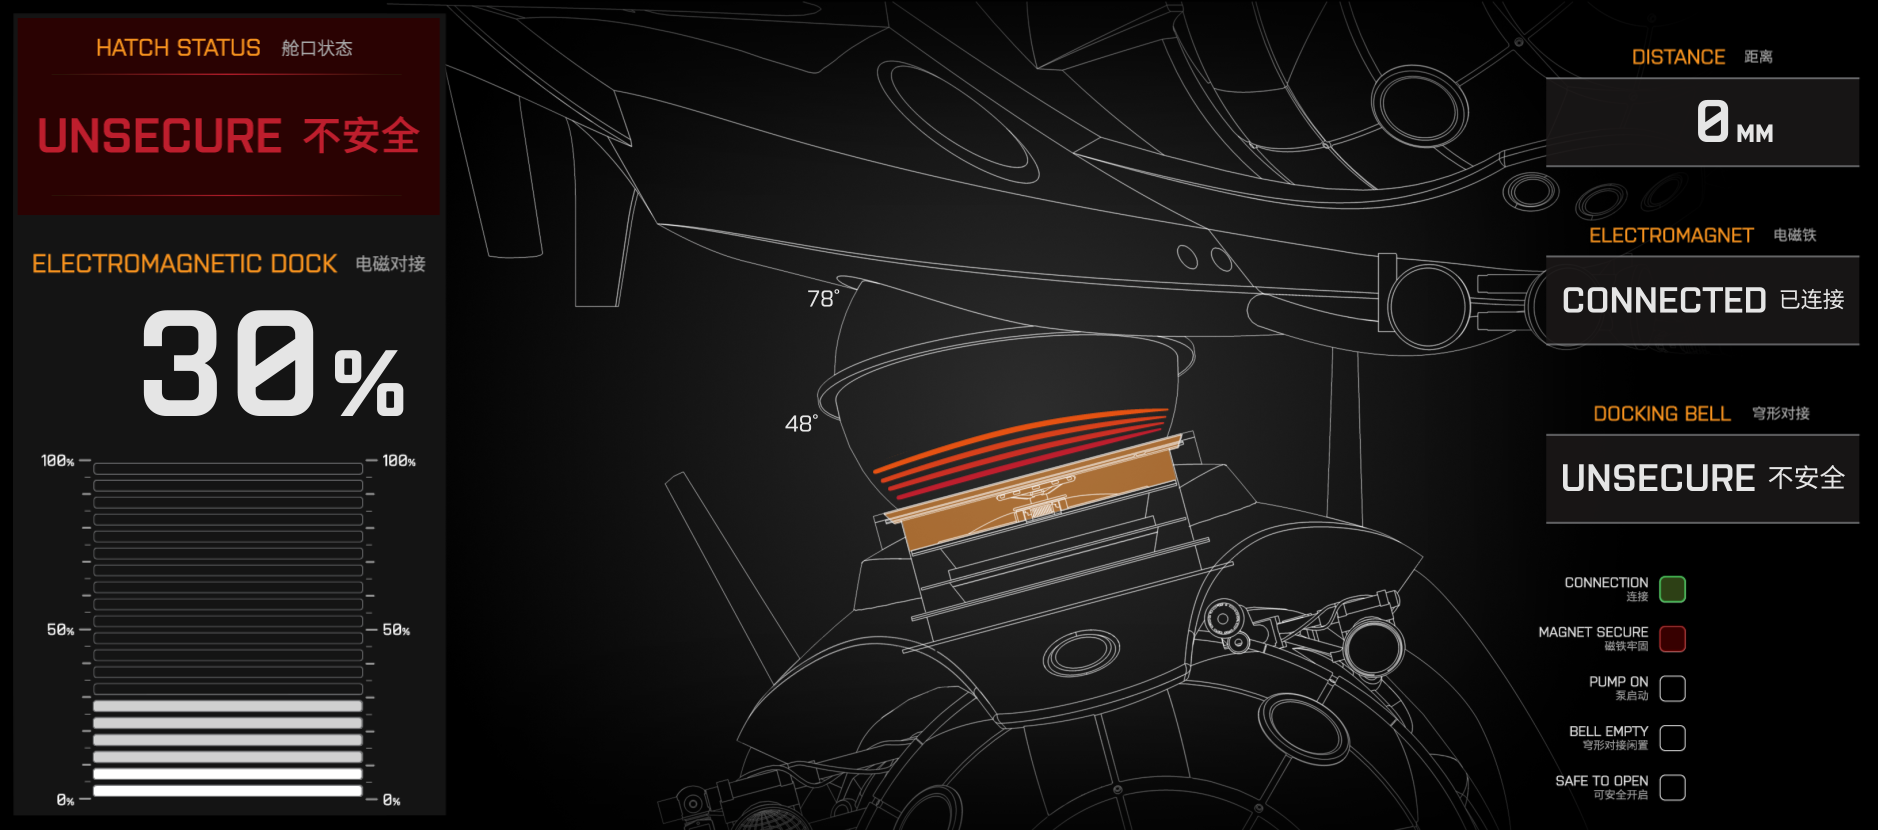 HATCH STATUS 舱口状态
UNSECURE 不安全
ELECTROMAGNETIC DOCK 电磁对接
30%
100% 100%
50% 50%
0% 0%
78°
48°
DISTANCE 距离
0 MM
ELECTROMAGNET 电磁铁
CONNECTED 已连接
DOCKING BELL 穹形对接
UNSECURE 不安全
CONNECTION
连接
MAGNET SECURE
磁铁牢固
PUMP ON
泵启动
BELL EMPTY
穹形对接闲置
SAFE TO OPEN
可安全开启